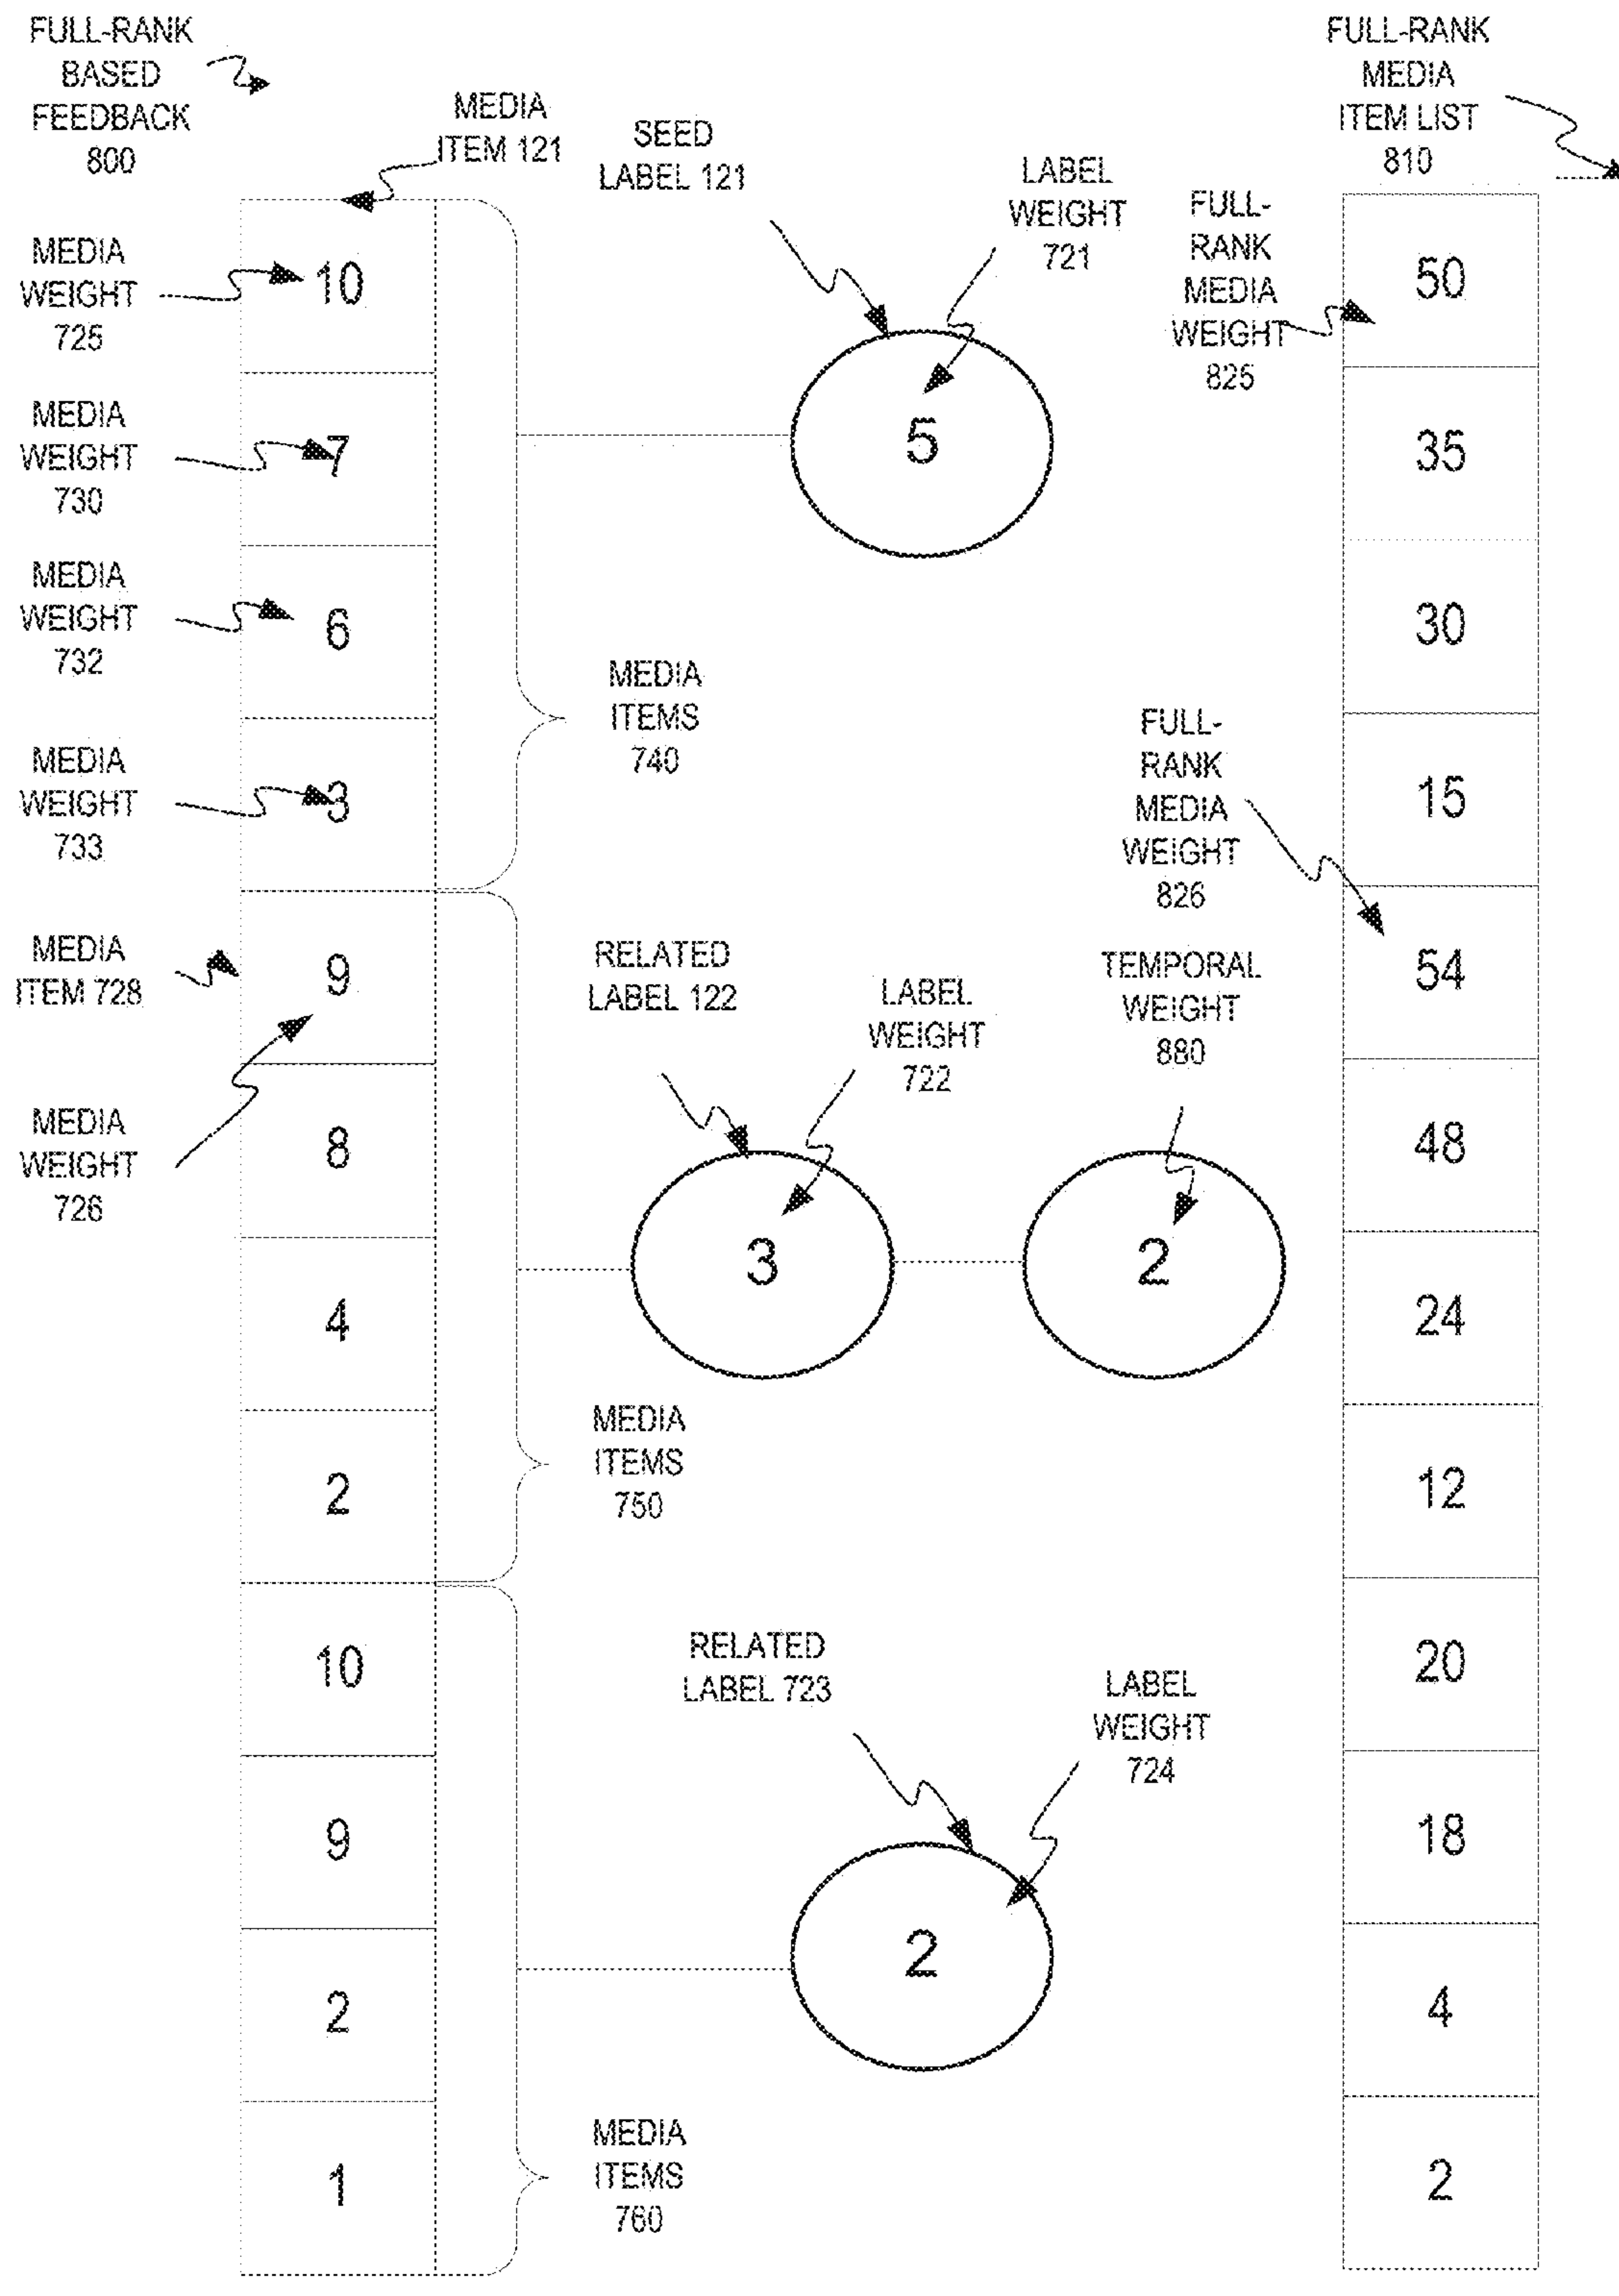 FULL-RANK
BASED
FEEDBACK
800
MEDIA
ITEM 121
SEED
LABEL 121
LABEL
WEIGHT
721
FULL-RANK
MEDIA
ITEM LIST
810
FULL-
RANK
MEDIA
WEIGHT
825
MEDIA
WEIGHT
725
10
5
50
MEDIA
WEIGHT
730
7
35
MEDIA
WEIGHT
732
6
30
MEDIA
ITEMS
740
MEDIA
WEIGHT
733
3
FULL-
RANK
MEDIA
WEIGHT
826
15
MEDIA
ITEM 728
9
RELATED
LABEL 122
LABEL
WEIGHT
722
TEMPORAL
WEIGHT
880
54
MEDIA
WEIGHT
726
8
48
3
2
4
24
MEDIA
ITEMS
750
2
12
10
RELATED
LABEL 723
LABEL
WEIGHT
724
20
9
18
2
2
4
MEDIA
ITEMS
760
1
2